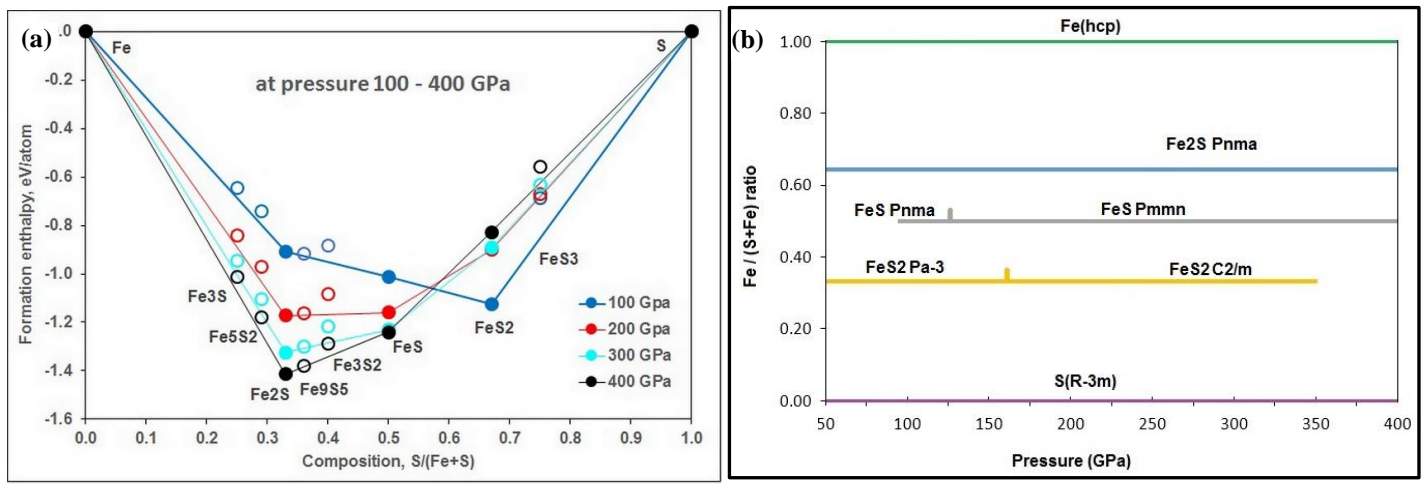 (a)
.0
Fe
S
at pressure 100 - 400 GPa
-0.2
-0.4
-0.6
-0.8
-1.0
-1.2
-1.4
-1.6
Formation enthalpy, eV/atom
Fe3S
Fe5S2
Fe2S
Fe9S5
Fe3S2
FeS
FeS2
FeS3
100 Gpa
200 Gpa
300 GPa
400 GPa
0.0 0.1 0.2 0.3 0.4 0.5 0.6 0.7 0.8 0.9 1.0
Composition, S/(Fe+S)
(b)
Fe(hcp)
1.00
0.80
Fe2S Pnma
0.60
FeS Pnma
FeS Pmmn
0.40
FeS2 Pa-3
FeS2 C2/m
0.20
S(R-3m)
0.00
Fe / (S+Fe) ratio
50 100 150 200 250 300 350 400
Pressure (GPa)